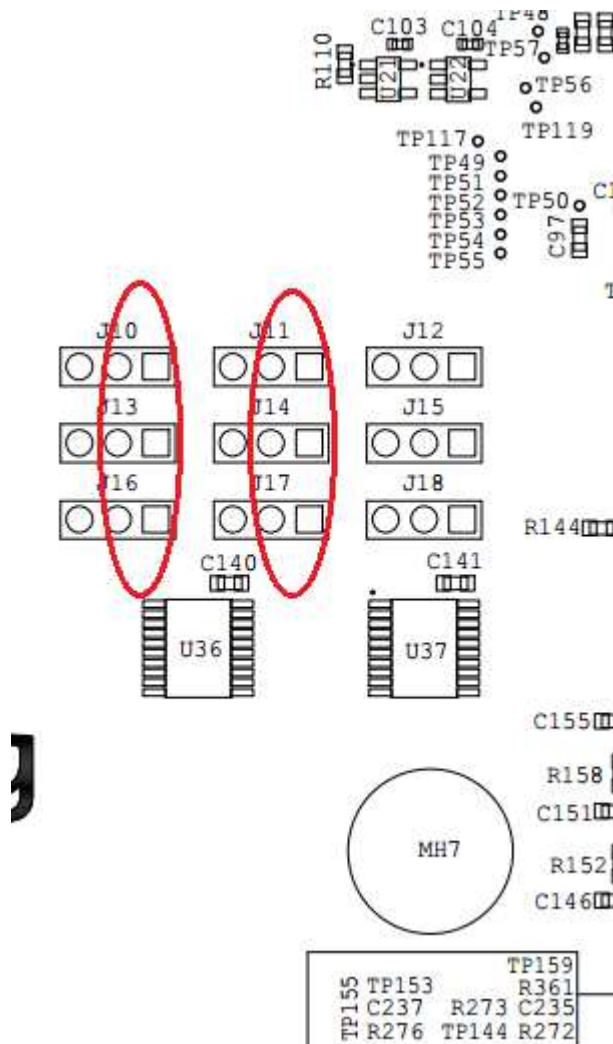 TP48
C103 C104
R110
TP57
U21
U22
TP56
TP119
TP117
TP49
TP51
TP52
TP50
TP53
TP54
TP55
C97
J10 J11 J12
J13 J14 J15
J16 J17 J18
R144
C140 C141
U36 U37
C155
R158
C151
MH7
R152
C146
TP159
TP155
TP153 R361
C237 R273 C235
R276 TP144 R272